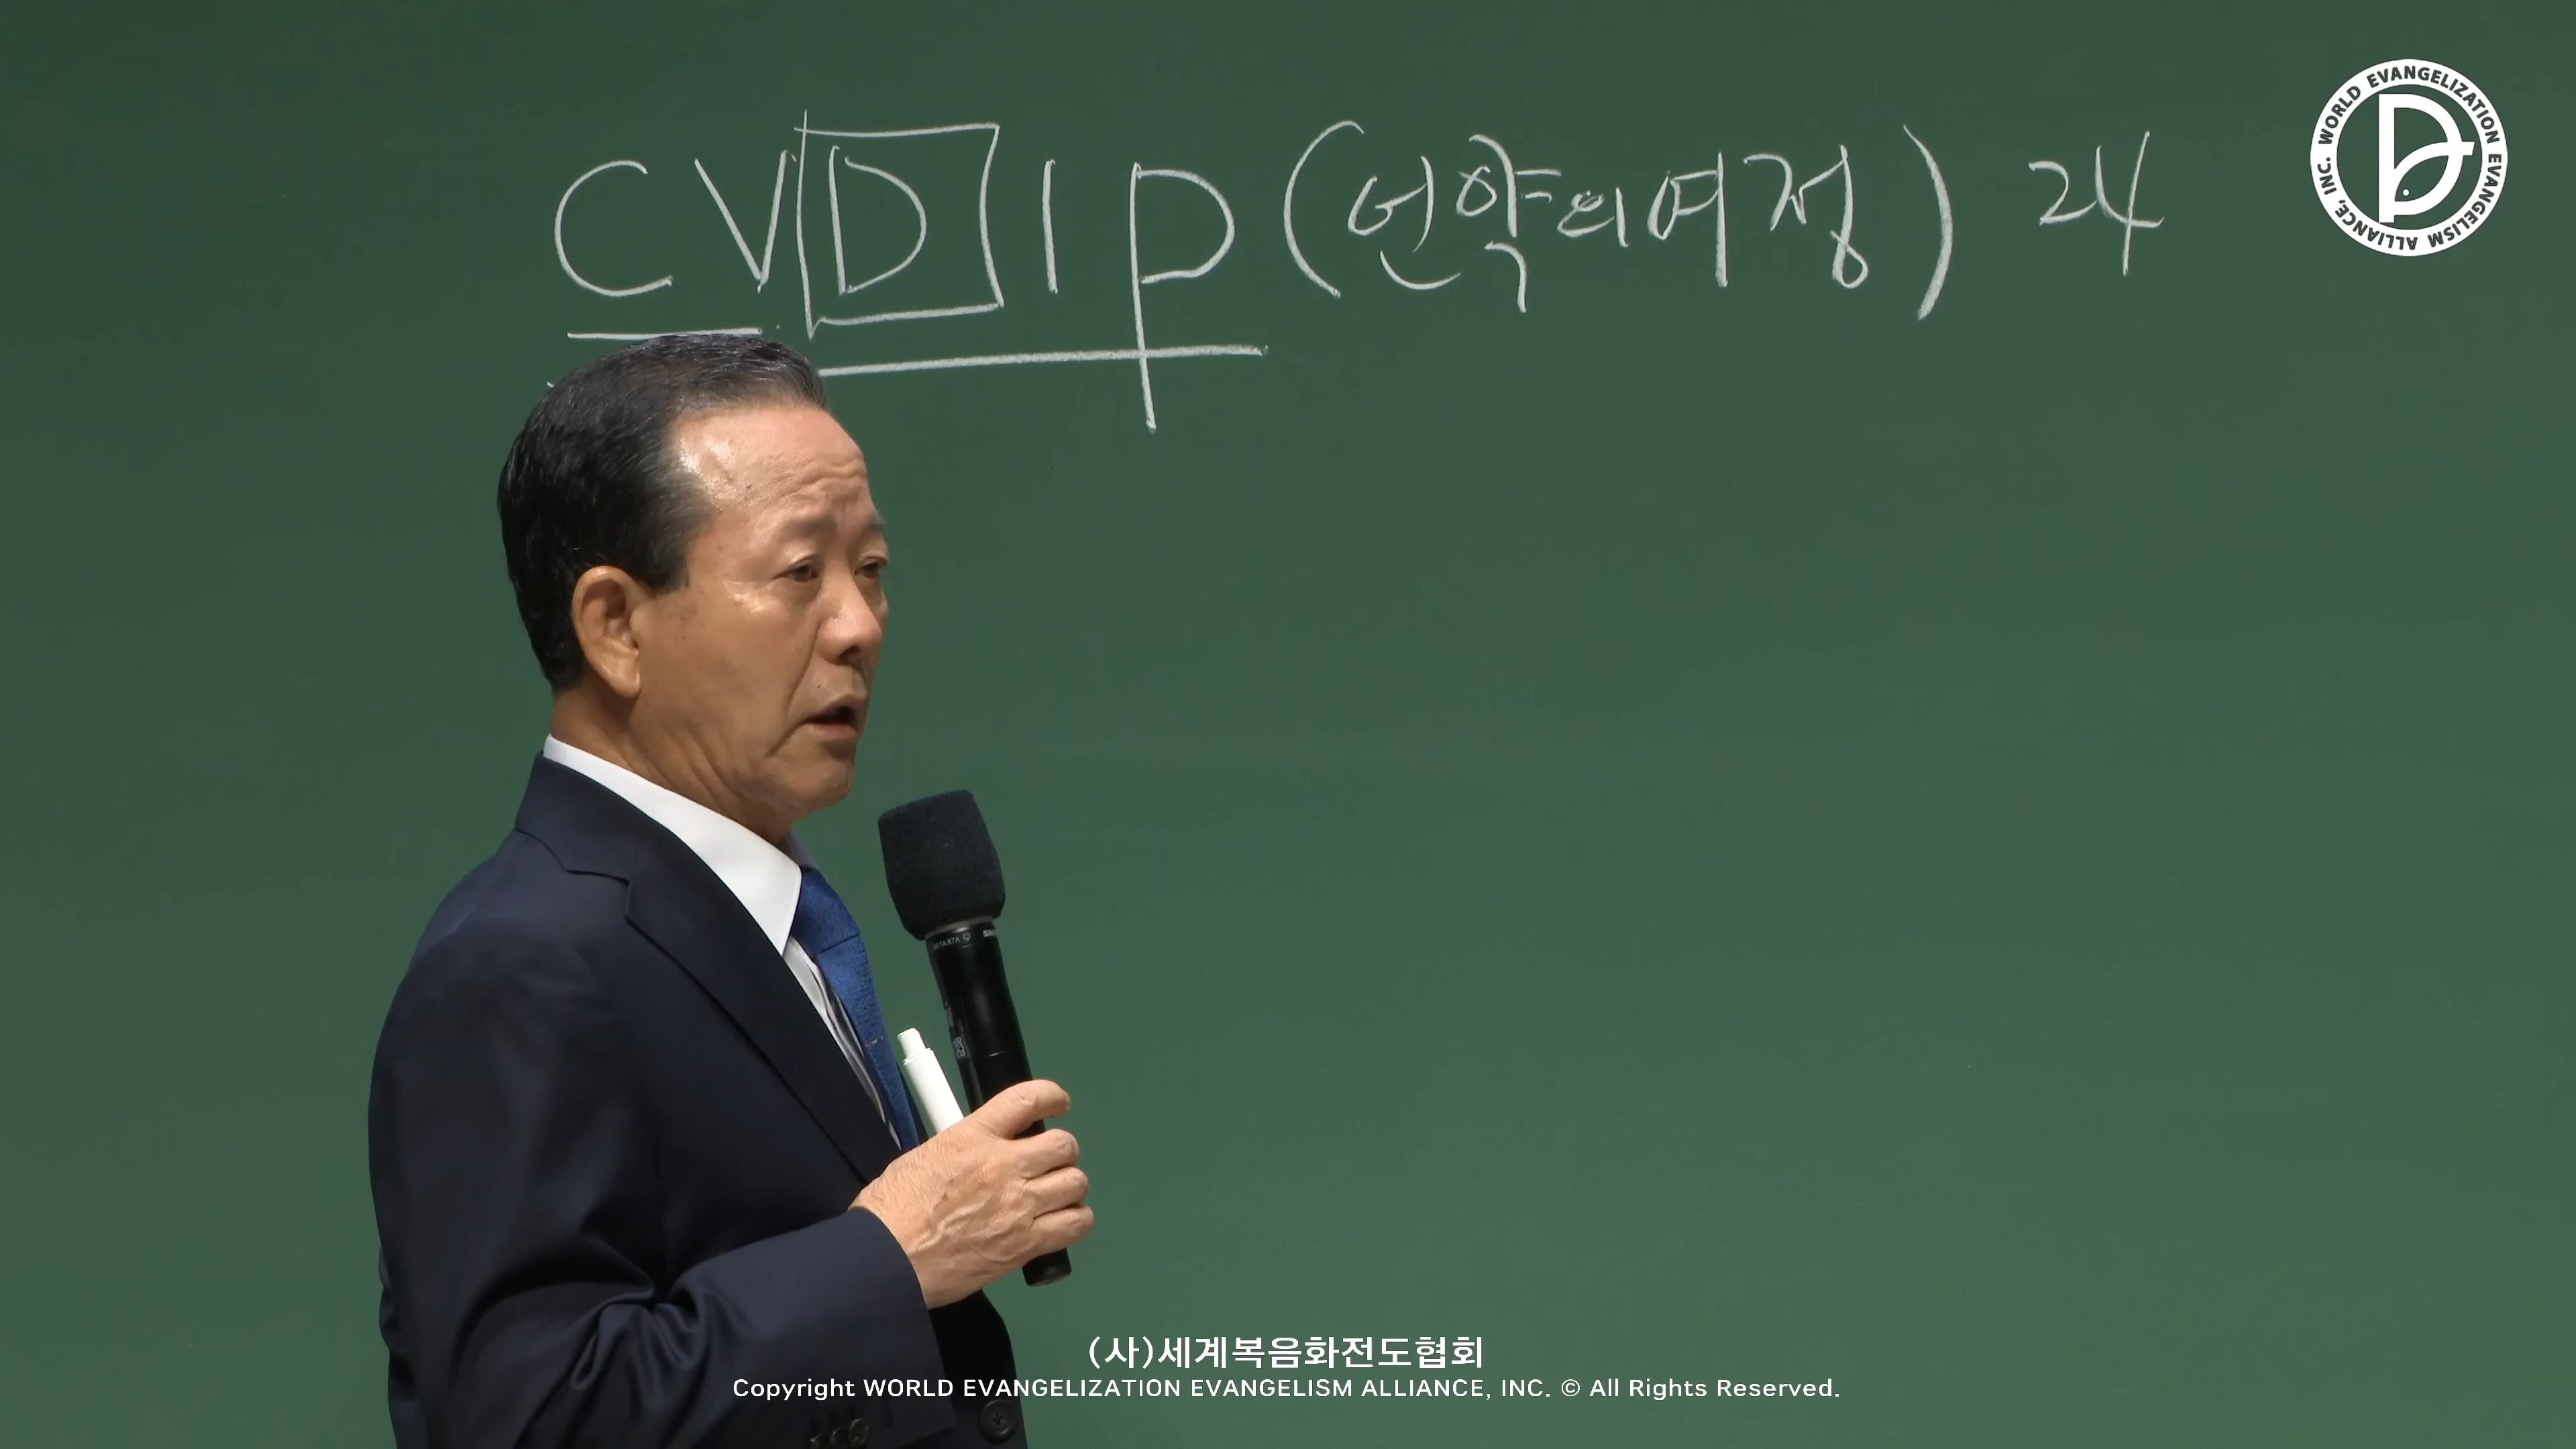 CVDIP (언약의여정) 24
WORLD EVANGELIZATION EVANGELISM ALLIANCE, INC.
(사)세계복음화전도협회
Copyright WORLD EVANGELIZATION EVANGELISM ALLIANCE, INC. © All Rights Reserved.